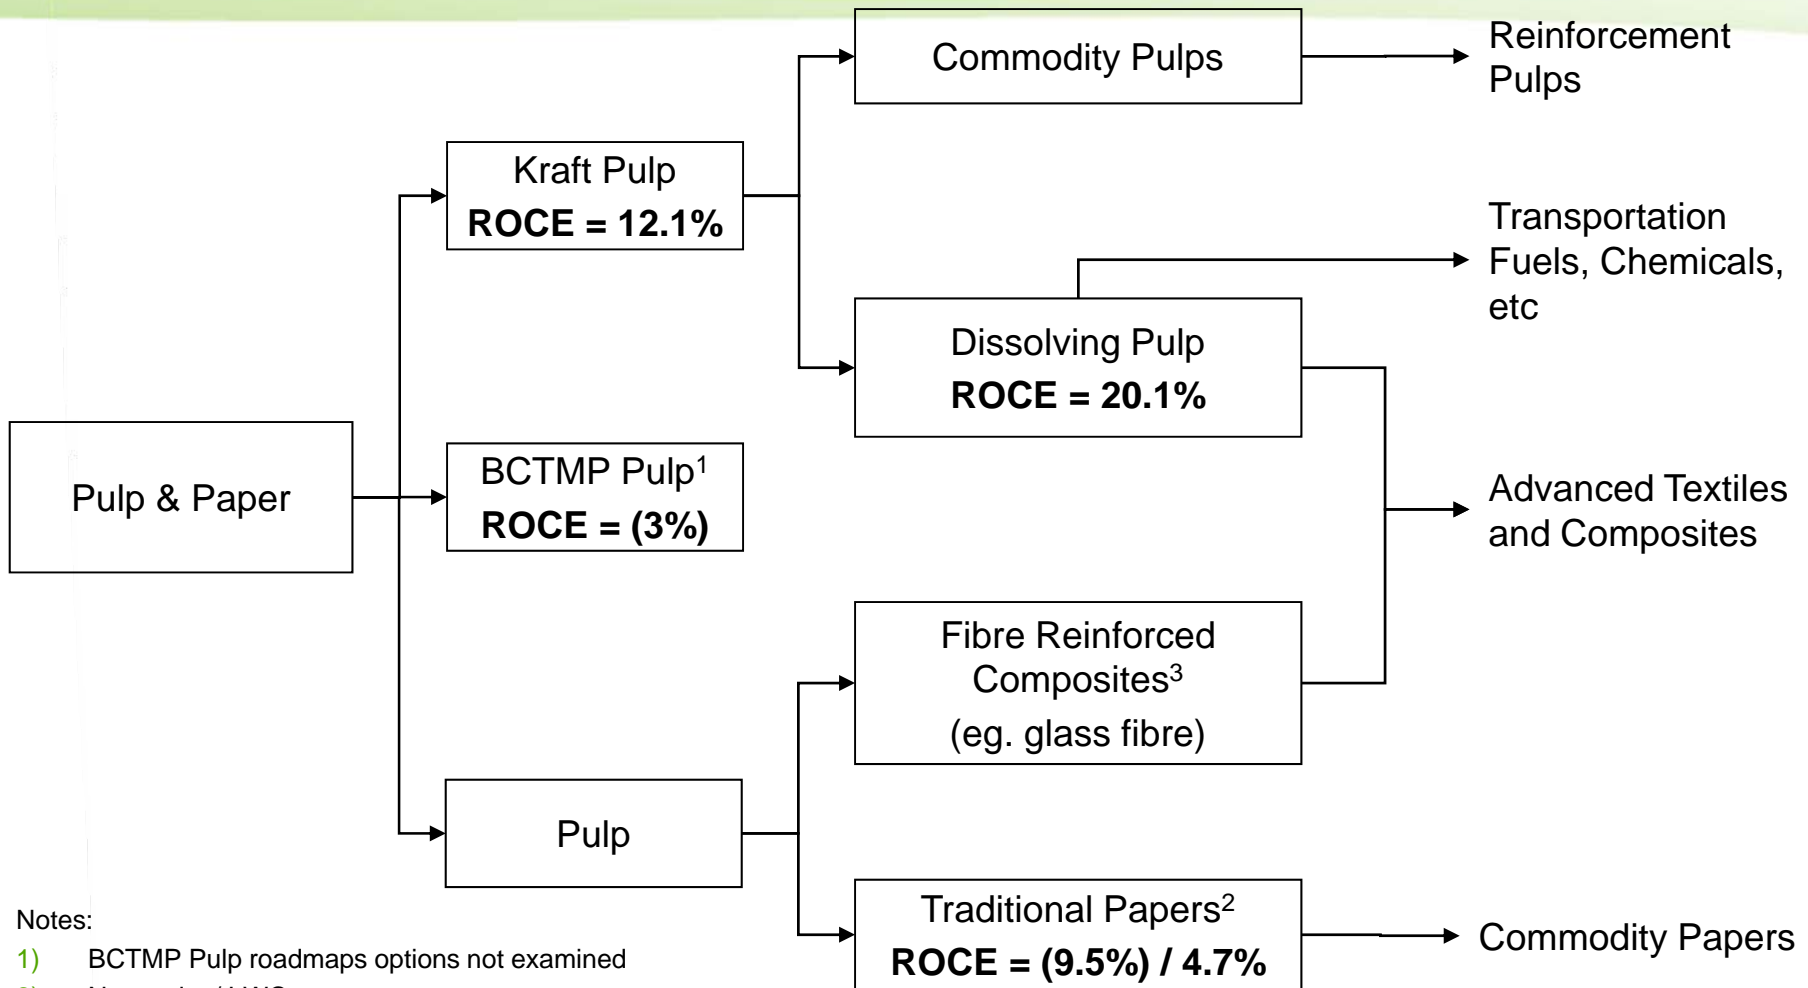 Commodity Pulps
Reinforcement
Pulps
Kraft Pulp
ROCE = 12.1%
Transportation
Fuels, Chemicals,
etc
Dissolving Pulp
ROCE = 20.1%
Pulp & Paper
BCTMP Pulp¹
ROCE = (3%)
Advanced Textiles
and Composites
Fibre Reinforced
Composites³
(eg. glass fibre)
Pulp
Traditional Papers²
ROCE = (9.5%) / 4.7%
Commodity Papers
Notes:
1) BCTMP Pulp roadmaps options not examined